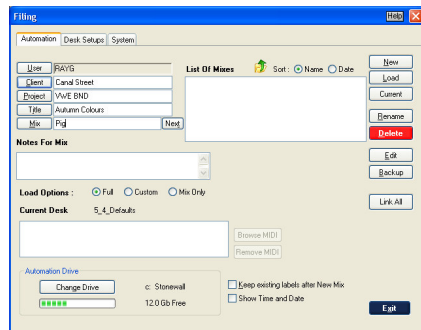 Filing Help
Automation Desk Setups System
User RAYG
Client Canal Street
Project VWE BND
Title Autumn Colours
Mix Pig Next
List Of Mixes Sort: Name Date
New
Load
Current
Rename
Delete
Edit
Backup
Link All
Notes For Mix
Load Options : Full Custom Mix Only
Current Desk 5_4_Defaults
Browse MIDI
Remove MIDI
Automation Drive
Change Drive c: Stonewall
12.0 Gb Free
Keep existing labels after New Mix
Show Time and Date
Exit